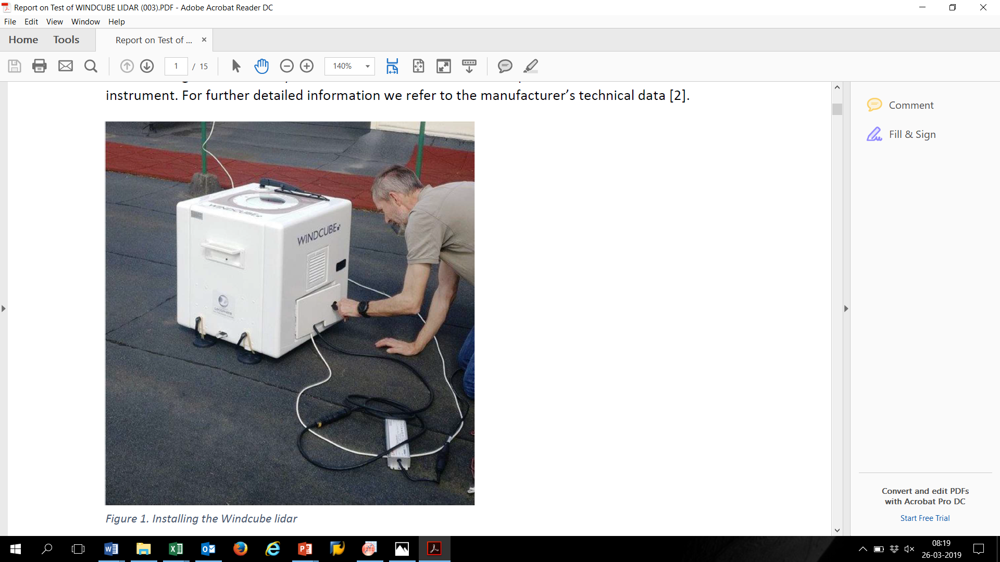 Report on Test of WINDCUBE LIDAR (003).PDF - Adobe Acrobat Reader DC
File Edit View Window Help
Home Tools Report on Test of ...
1 / 15 140%
instrument. For further detailed information we refer to the manufacturer's technical data [2].
WINDCUBE
WINDCUBE
LEOSPHERE
Figure 1. Installing the Windcube lidar
Comment
Fill & Sign
Convert and edit PDFs
with Acrobat Pro DC
Start Free Trial
08:19
26-03-2019